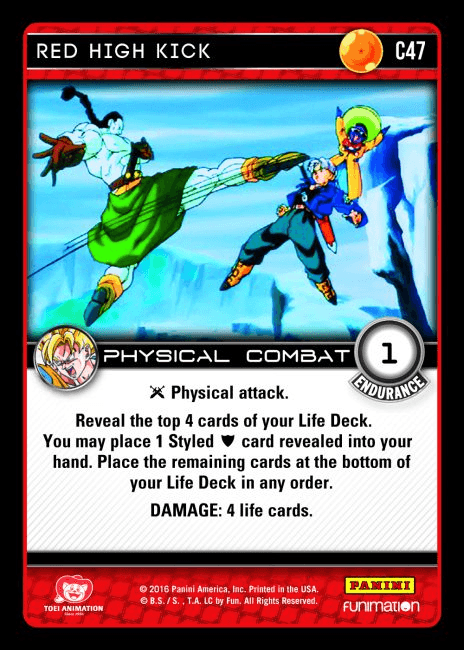 RED HIGH KICK C47
PHYSICAL COMBAT 1
ENDURANCE
Physical attack.
Reveal the top 4 cards of your Life Deck.
You may place 1 Styled card revealed into your
hand. Place the remaining cards at the bottom of
your Life Deck in any order.
DAMAGE: 4 life cards.
TOEI ANIMATION
© 2016 Panini America, Inc. Printed in the USA.
© B.S. / S. , T.A. LC by Fun. All Rights Reserved.
PANINI
FUNIMATION